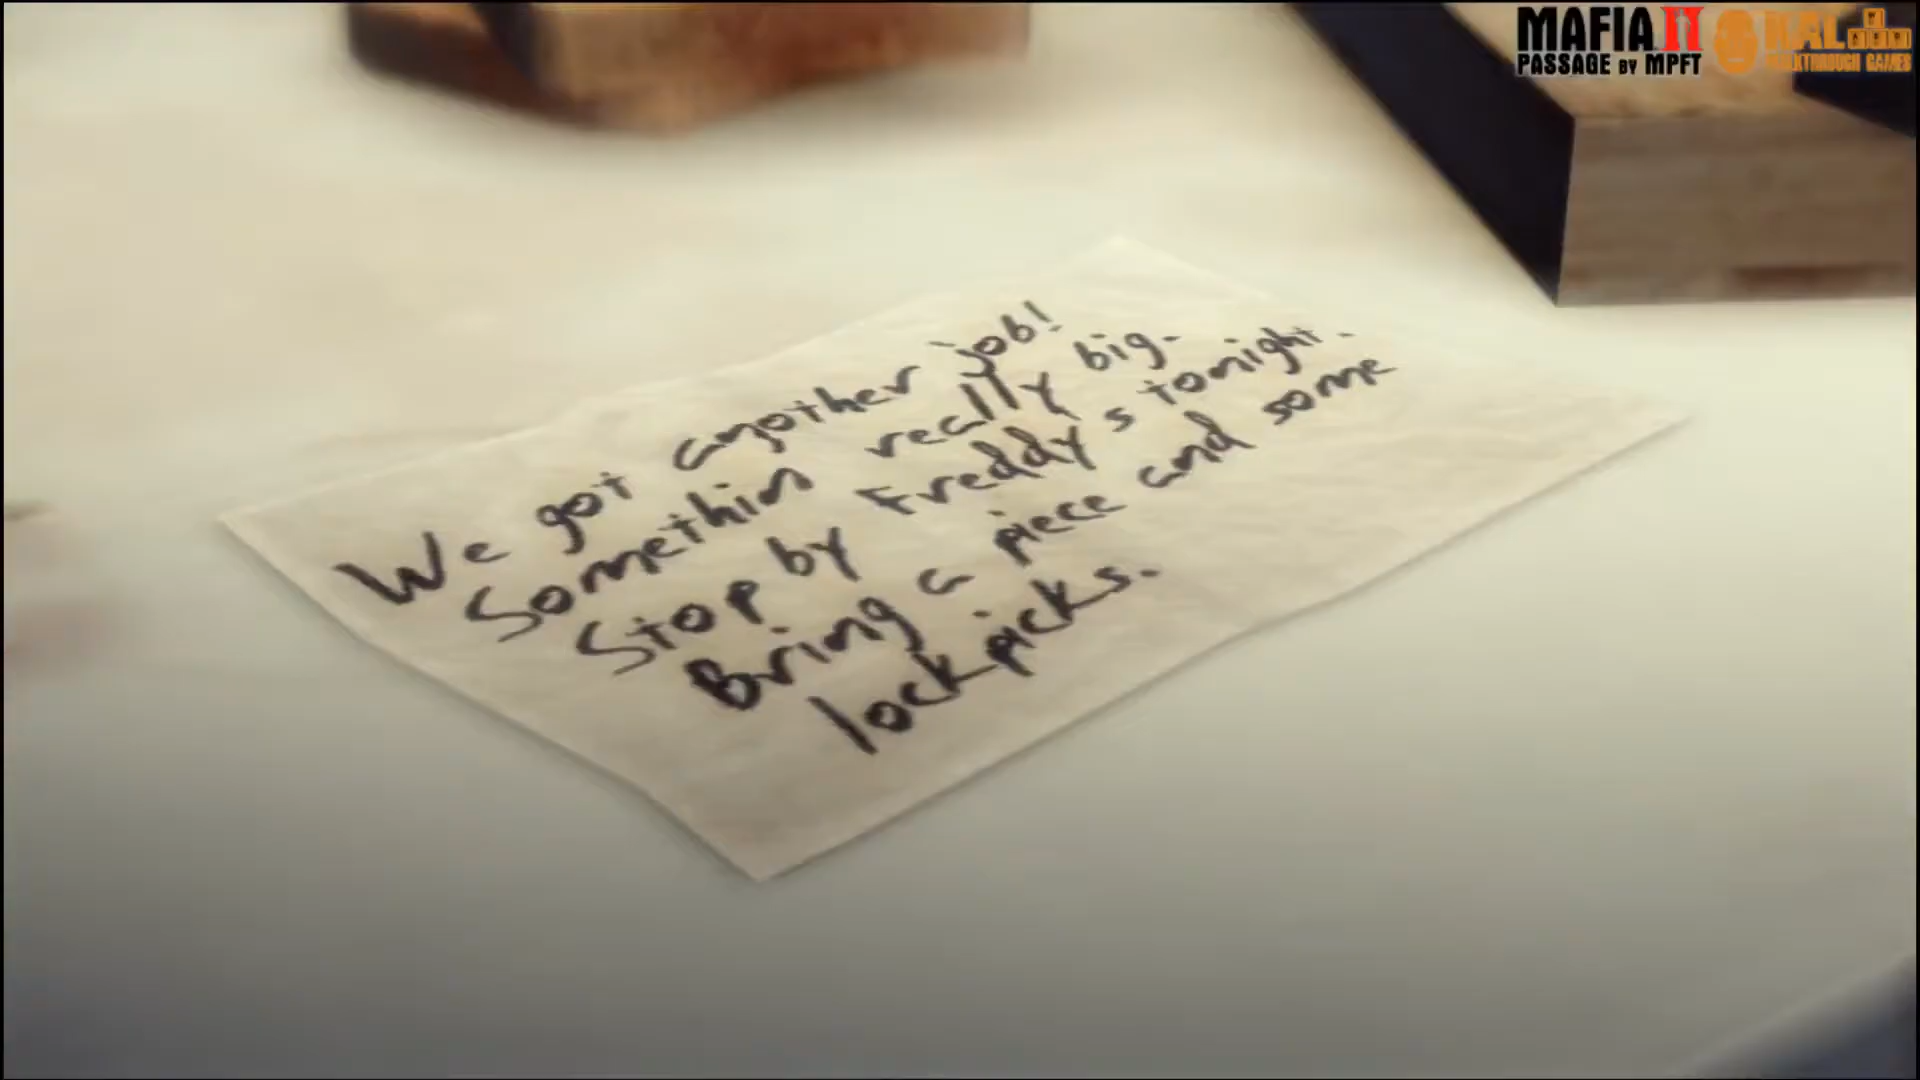 MAFIA II
PASSAGE BY MPFT
We got another job!
Somethin really big.
Stop by Freddy s tonight.
Bring a piece and some
lockpicks.